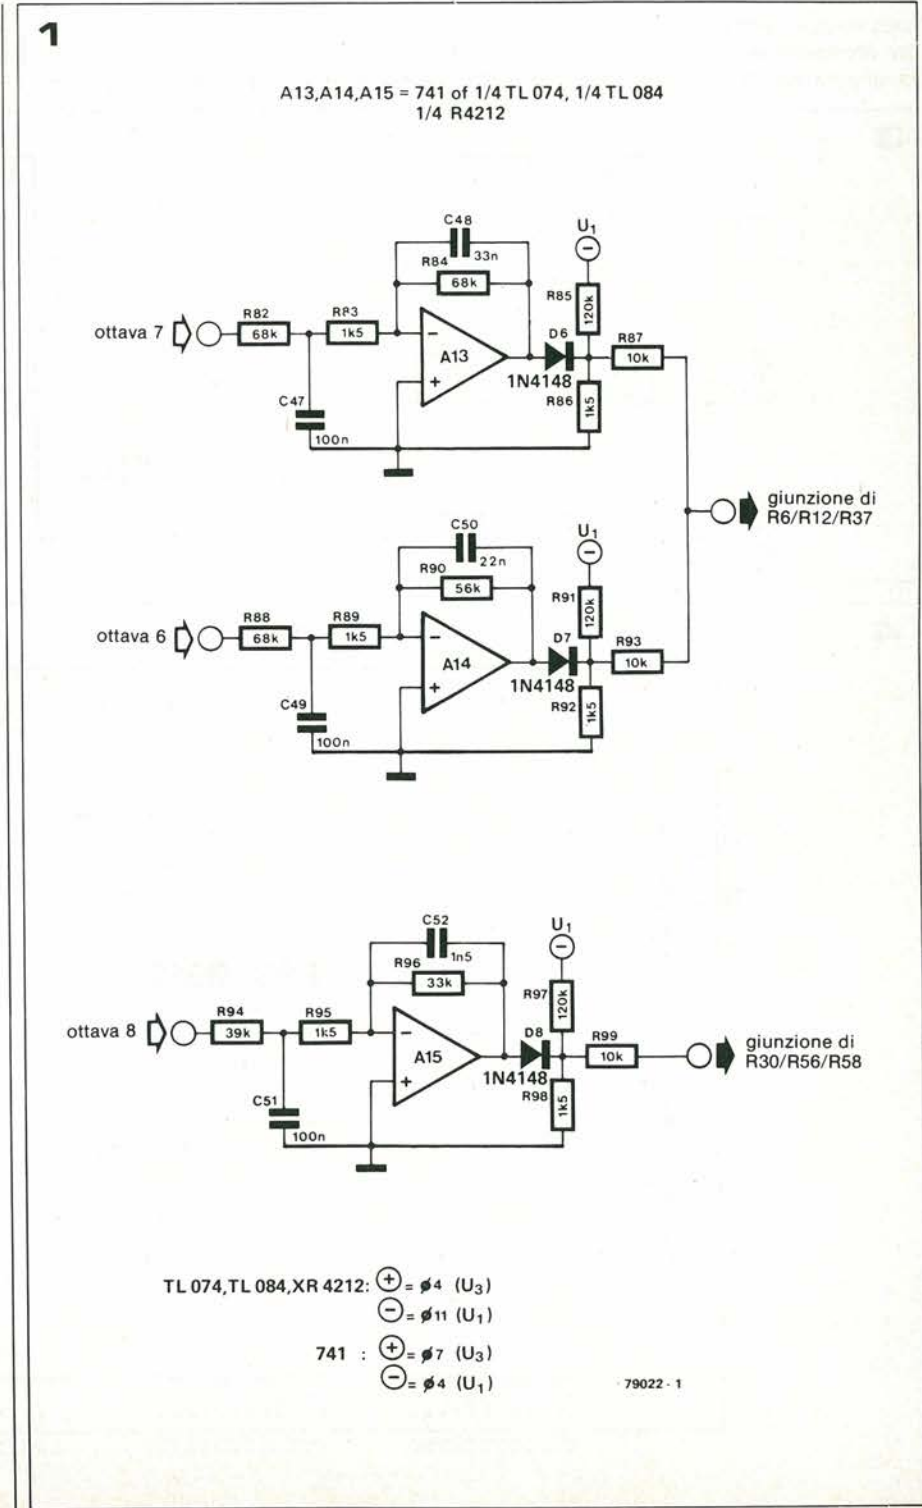 1
A13,A14,A15 = 741 of 1/4 TL 074, 1/4 TL 084
1/4 R4212
C48
33n
R84
68k
U1
R85
120k
ottava 7
R82
68k
R83
1k5
A13
D6
1N4148
R87
10k
R86
1k5
C47
100n
giunzione di
R6/R12/R37
C50
22n
R90
56k
U1
R91
120k
ottava 6
R88
68k
R89
1k5
A14
D7
1N4148
R93
10k
R92
1k5
C49
100n
C52
1n5
R96
33k
U1
R97
120k
ottava 8
R94
39k
R95
1k5
A15
D8
1N4148
R99
10k
giunzione di
R30/R56/R58
R98
1k5
C51
100n
TL 074,TL 084,XR 4212: ⊕ = ø4 (U3)
⊖ = ø11 (U1)
741 : ⊕ = ø7 (U3)
⊖ = ø4 (U1)
79022 - 1